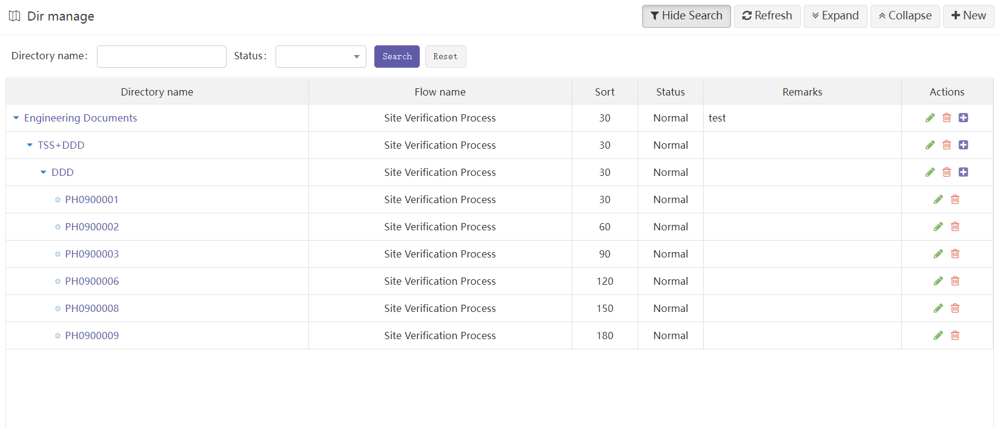 Dir manage Hide Search Refresh Expand Collapse New
Directory name: Status: Search Reset
Directory name Flow name Sort Status Remarks Actions
Engineering Documents Site Verification Process 30 Normal test
TSS+DDD Site Verification Process 30 Normal
DDD Site Verification Process 30 Normal
PH0900001 Site Verification Process 30 Normal
PH0900002 Site Verification Process 60 Normal
PH0900003 Site Verification Process 90 Normal
PH0900006 Site Verification Process 120 Normal
PH0900008 Site Verification Process 150 Normal
PH0900009 Site Verification Process 180 Normal